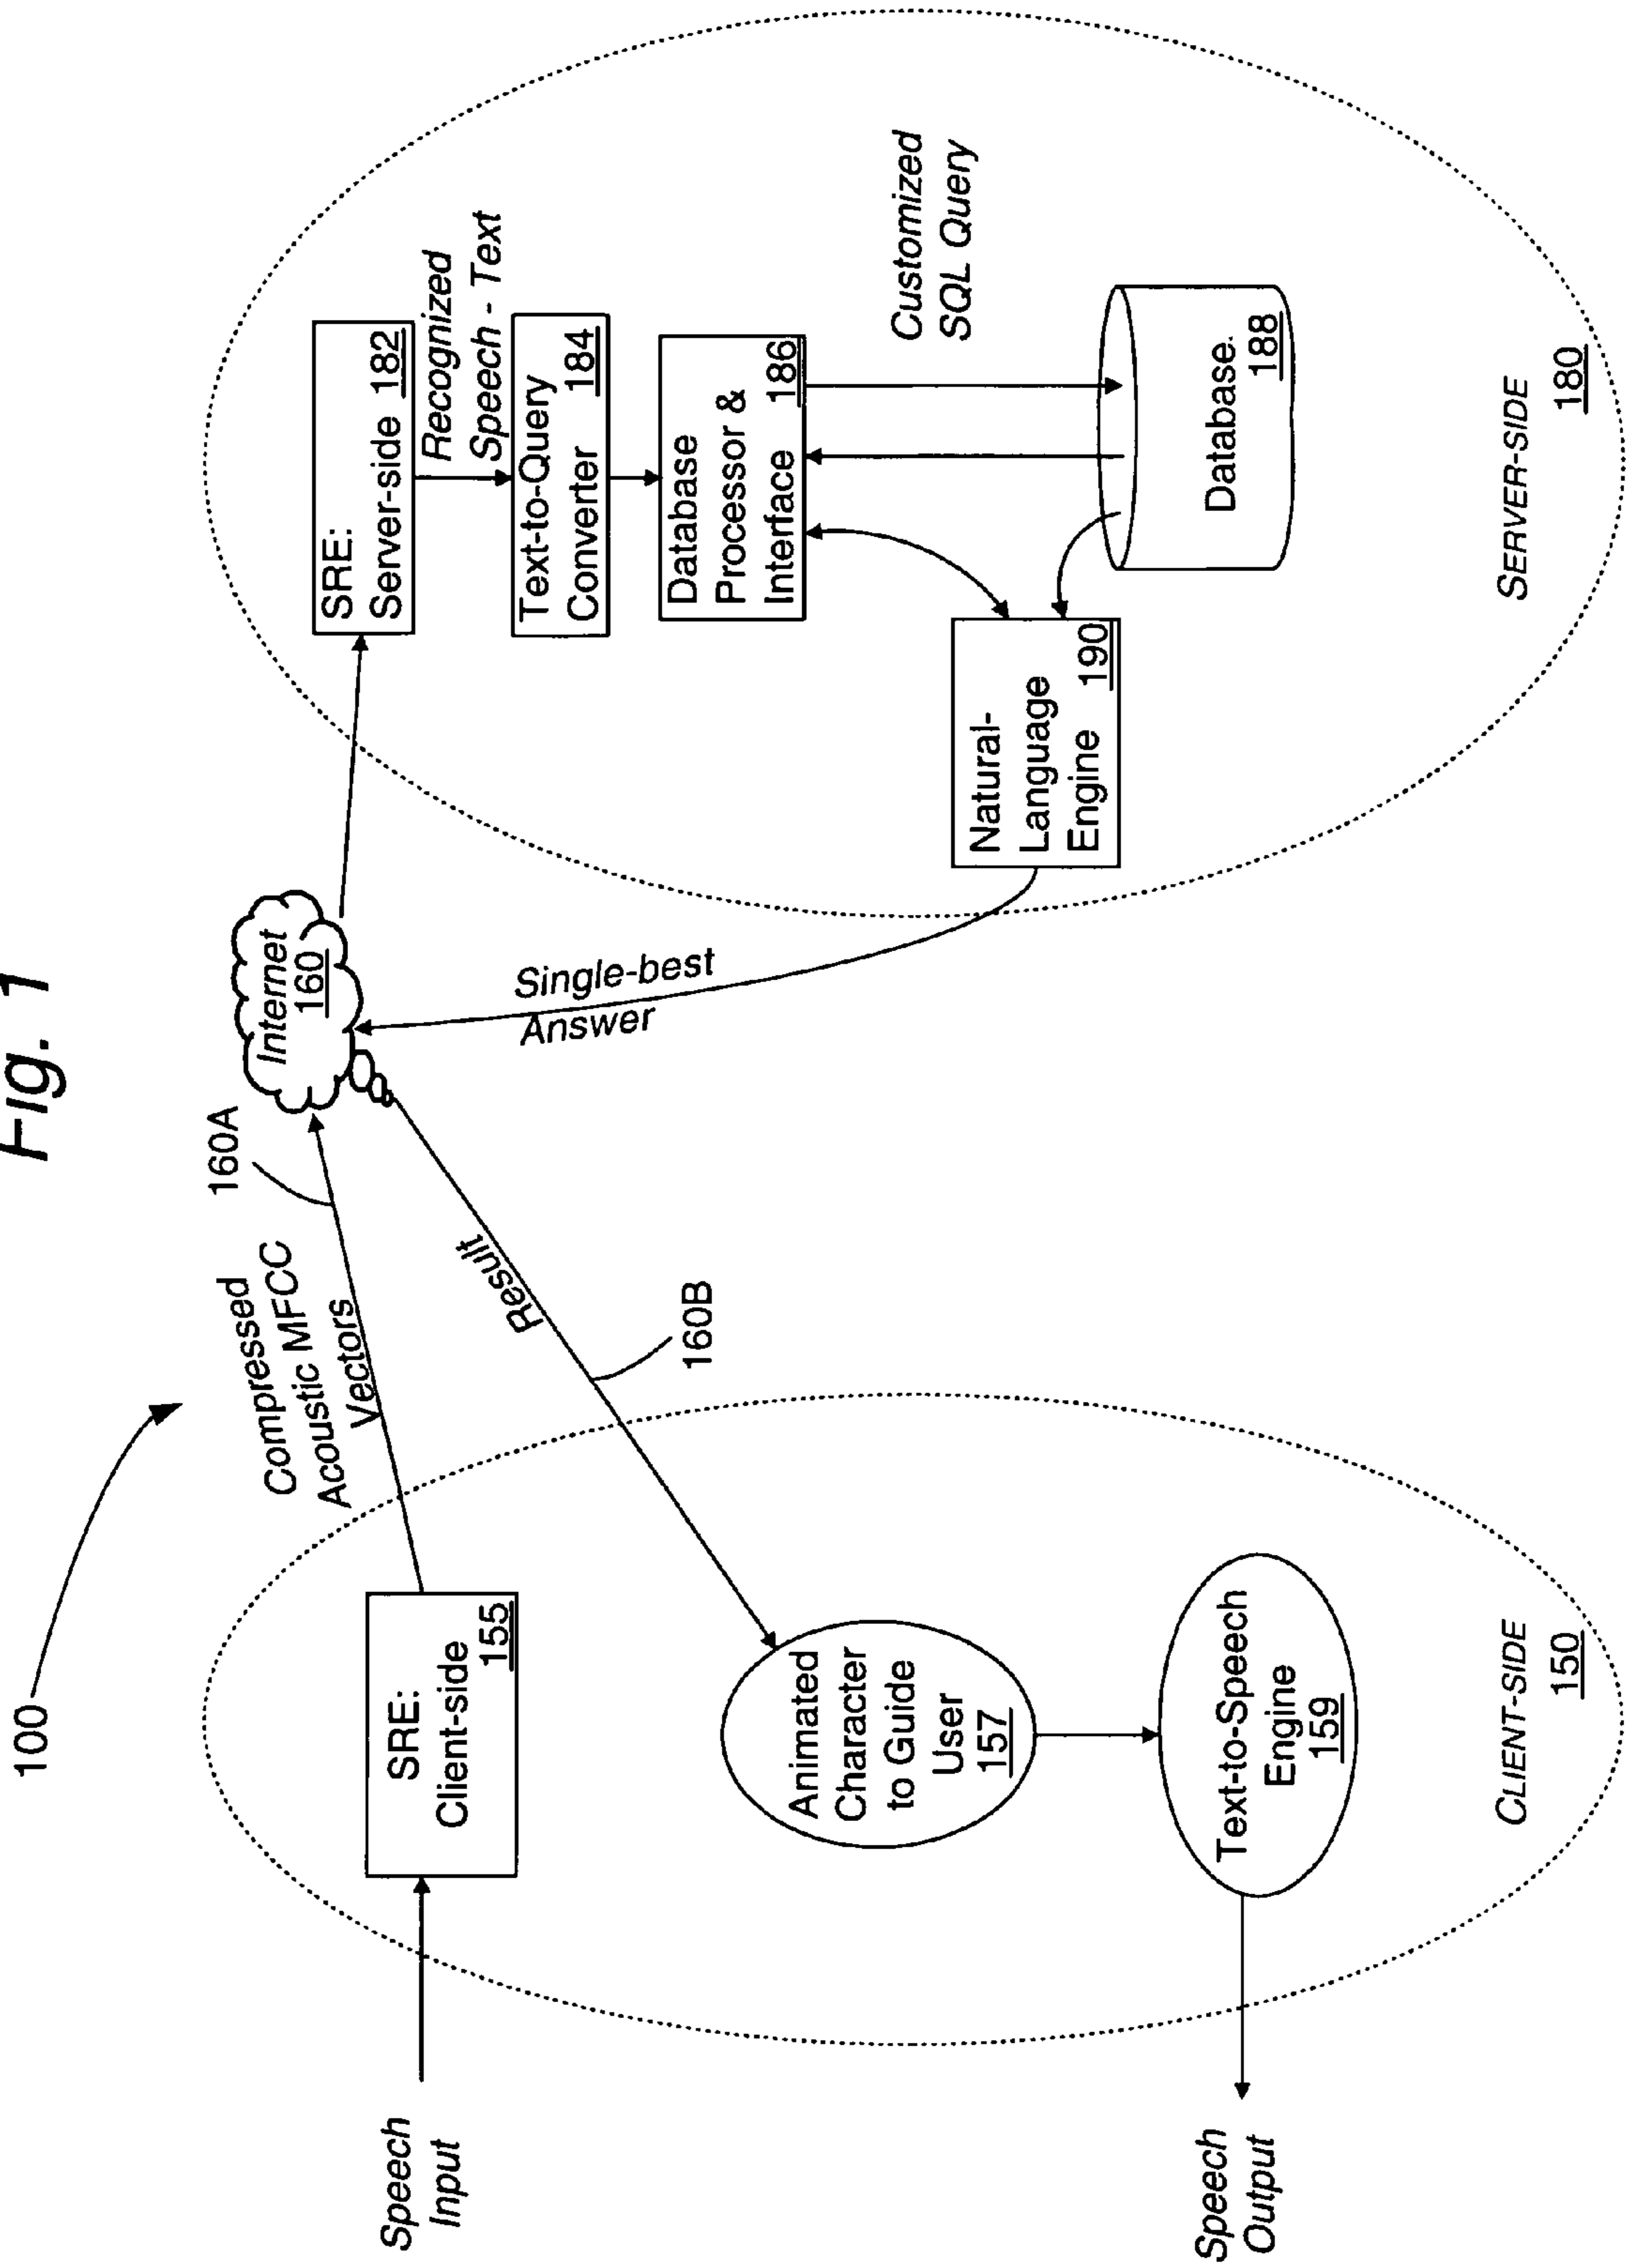 Fig. 1
100
Speech
Input
SRE:
Client-side
155
Compressed
Acoustic MFCC
Vectors
160A
Internet
160
SRE:
Server-side 182
Recognized
Speech - Text
Text-to-Query
Converter 184
Database
Processor &
Interface 186
Customized
SQL Query
Database
188
Natural-
Language
Engine 190
Single-best
Answer
Result
160B
Animated
Character
to Guide
User
157
Text-to-Speech
Engine
159
Speech
Output
CLIENT-SIDE
150
SERVER-SIDE
180